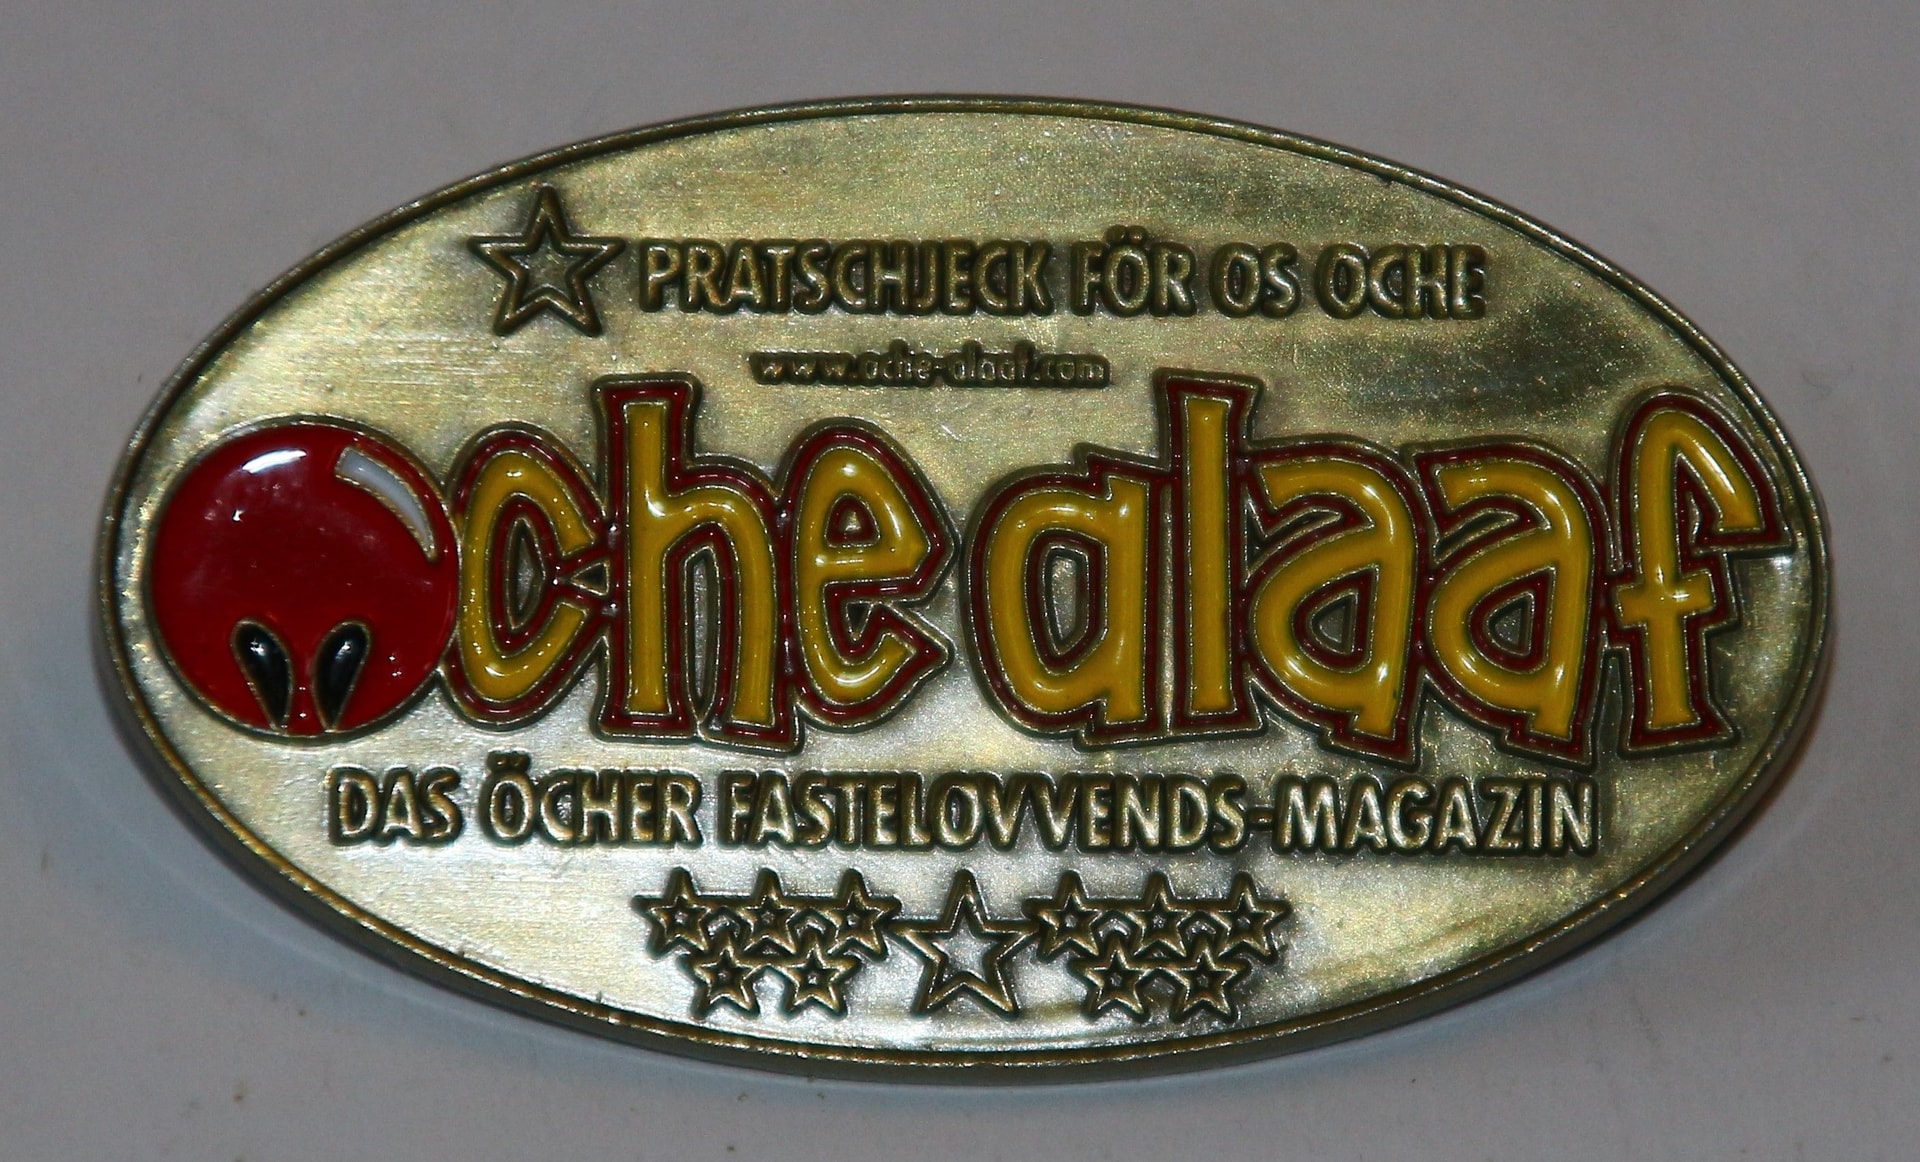 PRATSCHJECK FÖR OS OCHE
www.oche-alaaf.com
Oche alaaf
DAS ÖCHER FASTELOVVENDS-MAGAZIN